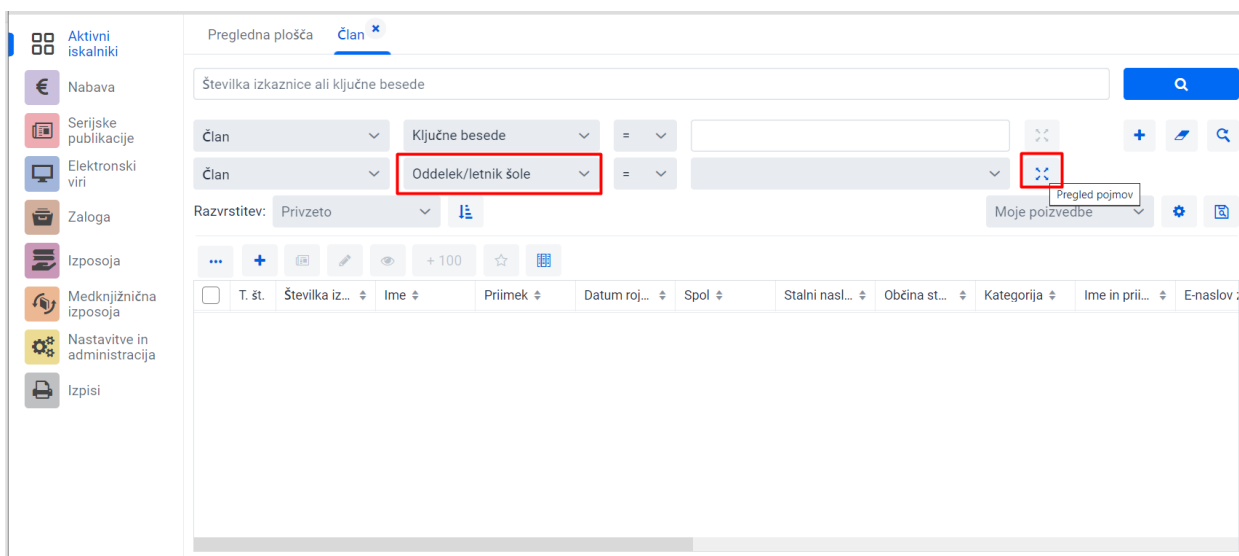 Aktivni
iskalniki
Nabava
Serijske
publikacije
Elektronski
viri
Zaloga
Izposoja
Medknjižnična
izposoja
Nastavitve in
administracija
Izpisi
Pregledna plošča Član ×
Številka izkaznice ali ključne besede
Član Ključne besede =
Član Oddelek/letnik šole =
Pregled pojmov
Razvrstitev: Privzeto Moje poizvedbe
+ 100
T. št. Številka iz... Ime Priimek Datum roj... Spol Stalni nasl... Občina st... Kategorija Ime in prii... E-naslov